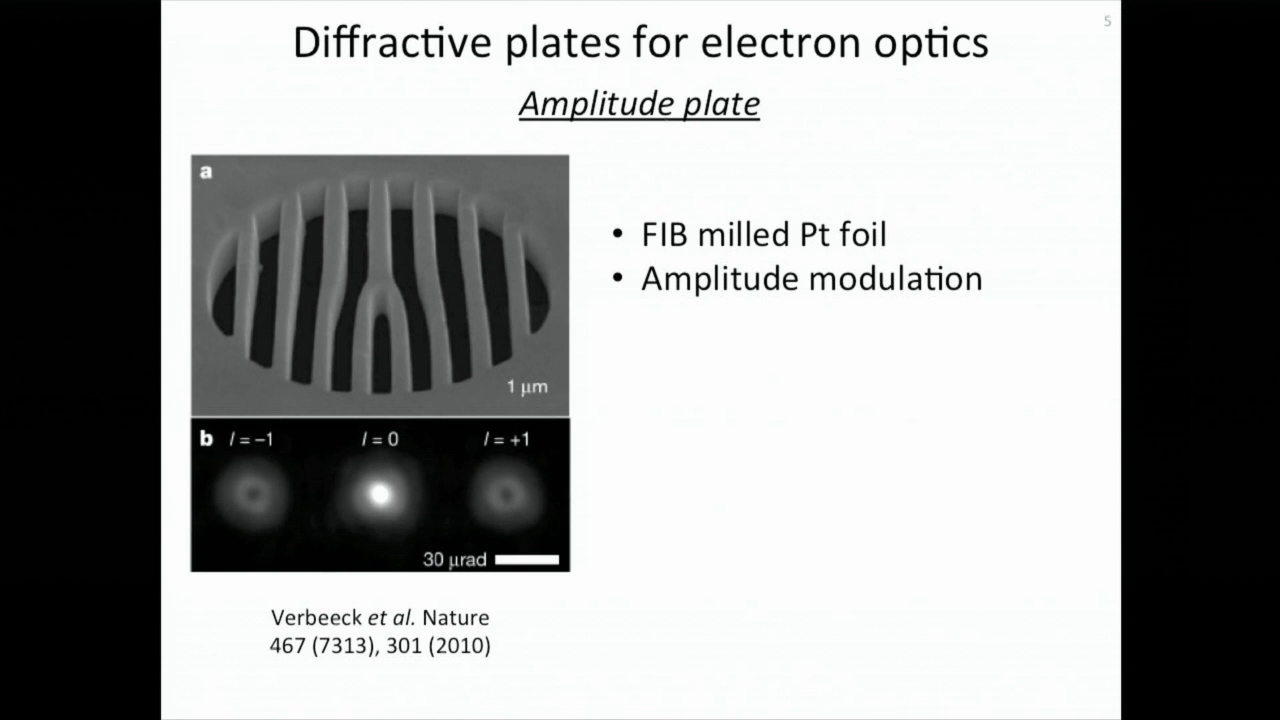 5
Diffractive plates for electron optics
Amplitude plate
a
1 μm
b l = –1 l = 0 l = +1
30 μrad
• FIB milled Pt foil
• Amplitude modulation
Verbeeck et al. Nature
467 (7313), 301 (2010)